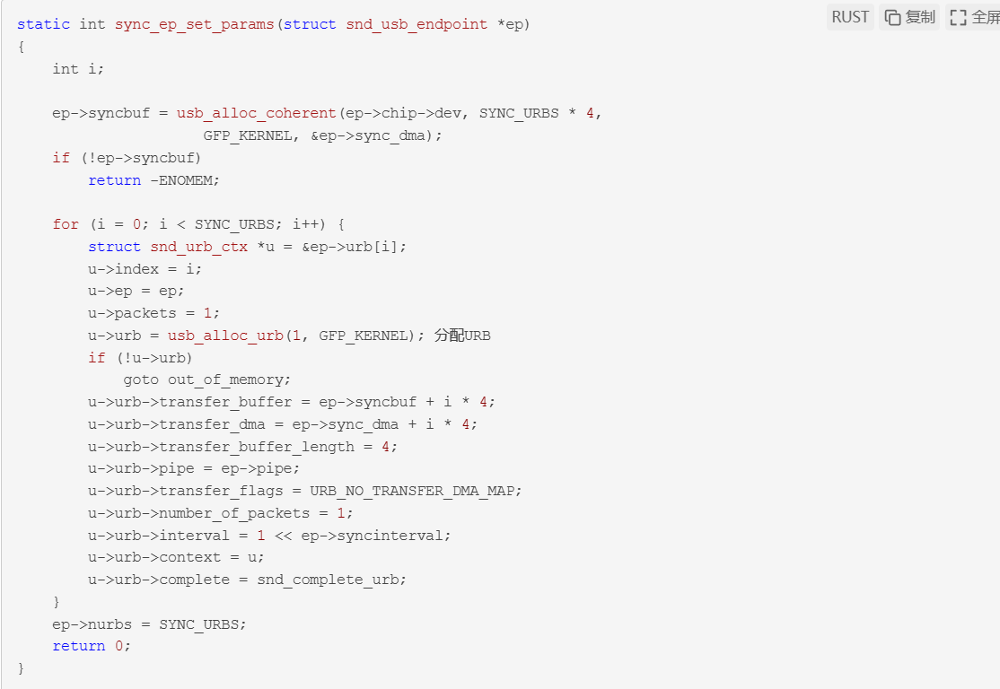 RUST 复制 全屏
static int sync_ep_set_params(struct snd_usb_endpoint *ep)
{
    int i;

    ep->syncbuf = usb_alloc_coherent(ep->chip->dev, SYNC_URBS * 4,
                     GFP_KERNEL, &ep->sync_dma);
    if (!ep->syncbuf)
        return -ENOMEM;

    for (i = 0; i < SYNC_URBS; i++) {
        struct snd_urb_ctx *u = &ep->urb[i];
        u->index = i;
        u->ep = ep;
        u->packets = 1;
        u->urb = usb_alloc_urb(1, GFP_KERNEL); 分配URB
        if (!u->urb)
            goto out_of_memory;
        u->urb->transfer_buffer = ep->syncbuf + i * 4;
        u->urb->transfer_dma = ep->sync_dma + i * 4;
        u->urb->transfer_buffer_length = 4;
        u->urb->pipe = ep->pipe;
        u->urb->transfer_flags = URB_NO_TRANSFER_DMA_MAP;
        u->urb->number_of_packets = 1;
        u->urb->interval = 1 << ep->syncinterval;
        u->urb->context = u;
        u->urb->complete = snd_complete_urb;
    }
    ep->nurbs = SYNC_URBS;
    return 0;
}